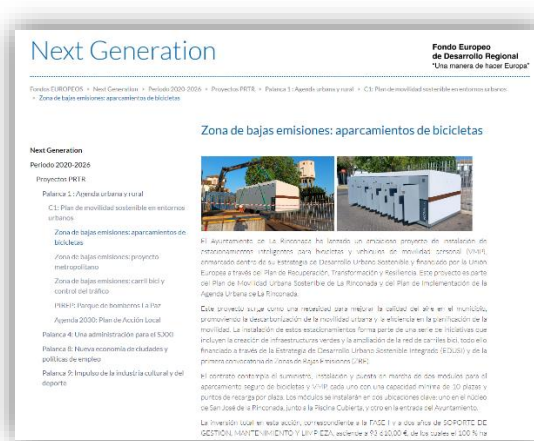 Next Generation
Fondo Europeo
de Desarrollo Regional
"Una manera de hacer Europa"
Fondos EUROPEOS • Next Generation • Periodo 2020-2026 • Proyectos PRTR • Palanca 1: Agenda urbana y rural • C1: Plan de movilidad sostenible en entornos urbanos
• Zona de bajas emisiones: aparcamientos de bicicletas
Zona de bajas emisiones: aparcamientos de bicicletas
Next Generation
Periodo 2020-2026
Proyectos PRTR
Palanca 1: Agenda urbana y rural
C1: Plan de movilidad sostenible en entornos
urbanos
Zona de bajas emisiones: aparcamientos de
bicicletas
Zona de bajas emisiones: proyecto
metropolitano
Zona de bajas emisiones: carril bici y
control del tráfico
PIREP: Parque de bomberos La Paz
Agenda 2030: Plan de Acción Local
Palanca 4: Una administración para el S.XXI
Palanca 8: Nueva economía de ciudades y
políticas de empleo
Palanca 9: Impulso de la industria cultural y del
deporte
El Ayuntamiento de La Rinconada ha lanzado un ambicioso proyecto de instalación de
estacionamientos inteligentes para bicicletas y vehículos de movilidad personal (VMP),
enmarcado dentro de su Estrategia de Desarrollo Urbano Sostenible y financiado por la Unión
Europea a través del Plan de Recuperación, Transformación y Resiliencia. Este proyecto es parte
del Plan de Movilidad Urbana Sostenible de La Rinconada y del Plan de Implementación de la
Agenda Urbana de La Rinconada.
Este proyecto surge como una necesidad para mejorar la calidad del aire en el municipio,
promoviendo la descarbonización de la movilidad urbana y la eficiencia en la planificación de la
movilidad. La instalación de estos estacionamientos forma parte de una serie de iniciativas que
incluyen la creación de infraestructuras verdes y la ampliación de la red de carriles bici, todo ello
financiado a través de la Estrategia de Desarrollo Urbano Sostenible Integrado (EDUSI) y de la
primera convocatoria de Zonas de Bajas Emisiones (ZBE).
El contrato contempla el suministro, instalación y puesta en marcha de dos módulos para el
aparcamiento seguro de bicicletas y VMP, cada uno con una capacidad mínima de 10 plazas y
puntos de recarga por plaza. Los módulos se instalarán en dos ubicaciones clave: uno en el núcleo
de San José de la Rinconada, junto a la Piscina Cubierta, y otro en la entrada del Ayuntamiento.
La inversión total en esta acción, correspondiente a la FASE I y a dos años de SOPORTE DE
GESTIÓN, MANTENIMIENTO Y LIMPIEZA, asciende a 93.610,00 €, de los cuales el 100 % ha